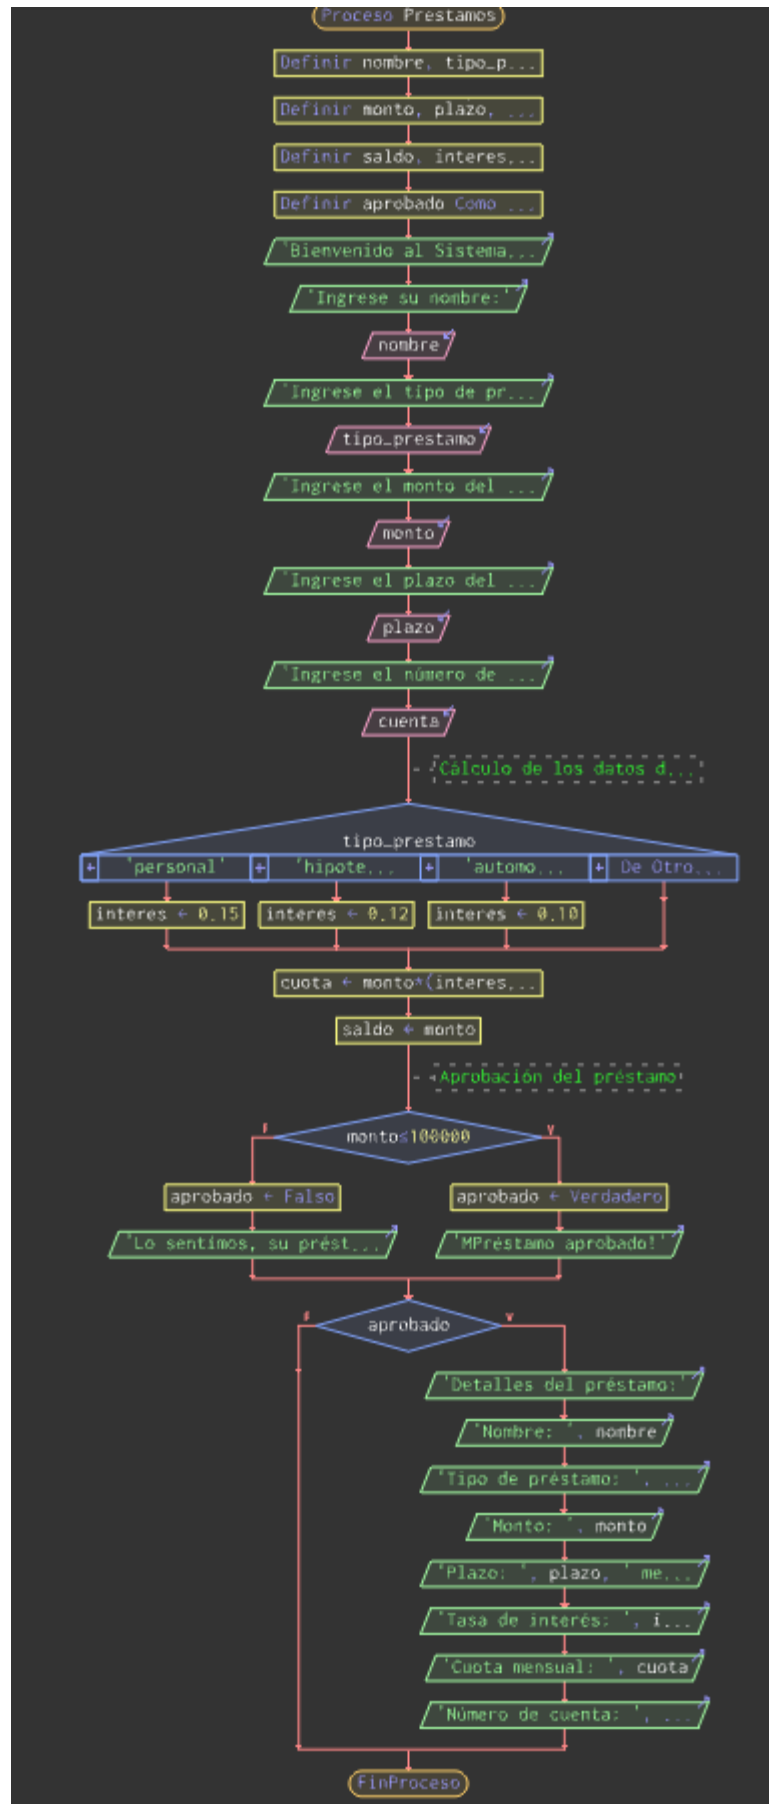 Proceso Prestamos
Definir nombre, tipo_p...
Definir monto, plazo, ...
Definir saldo, interes,...
Definir aprobado Como ...
'Bienvenido al Sistema...
'Ingrese su nombre:'
nombre
'Ingrese el tipo de pr...
tipo_prestamo
'Ingrese el monto del ...
monto
'Ingrese el plazo del ...
plazo
'Ingrese el número de ...
cuenta
Cálculo de los datos d...
tipo_prestamo
+ 'personal' + 'hipote... + 'automo... + De Otro...
interes ← 0.15 interes ← 0.12 interes ← 0.10
cuota ← monto*(interes...
saldo ← monto
Aprobación del préstamo
monto≤100000
F V
aprobado ← Falso aprobado ← Verdadero
'Lo sentimos, su prést... 'MPréstamo aprobado!'
aprobado
F V
'Detalles del préstamo:'
'Nombre: ', nombre
'Tipo de préstamo: ', ...
'Monto: ', monto
'Plazo: ', plazo, ' me...
'Tasa de interés: ', i...
'Cuota mensual: ', cuota
'Número de cuenta: ', ...
FinProceso